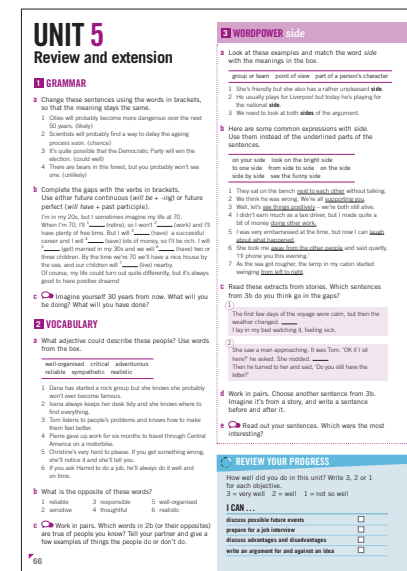 UNIT 5
Review and extension
1 GRAMMAR
a Change these sentences using the words in brackets,
so that the meaning stays the same.
1 Cities will probably become more dangerous over the next
50 years. (likely)
2 Scientists will probably find a way to delay the ageing
process soon. (chance)
3 It's quite possible that the Democratic Party will win the
election. (could well)
4 There are bears in this forest, but you probably won't see
one. (unlikely)
b Complete the gaps with the verbs in brackets.
Use either future continuous (will be + -ing) or future
perfect (will have + past participle).
I'm in my 20s, but I sometimes imagine my life at 70.
When I'm 70, I'll 1____ (retire), so I won't 2____ (work) and I'll
have plenty of free time. But I will 3____ (have) a successful
career and I will 4____ (save) lots of money, so I'll be rich. I will
5____ (get) married in my 30s and we will 6____ (have) two or
three children. By the time we're 70 we'll have a nice house by
the sea, and our children will 7____ (live) nearby.
Of course, my life could turn out quite differently, but it's always
good to have positive dreams!
c Imagine yourself 30 years from now. What will you
be doing? What will you have done?
2 VOCABULARY
a What adjective could describe these people? Use words
from the box.
well-organised critical adventurous
reliable sympathetic realistic
1 Dana has started a rock group but she knows she probably
won't ever become famous.
2 Ivana always keeps her desk tidy and she knows where to
find everything.
3 Tom listens to people's problems and knows how to make
them feel better.
4 Pierre gave up work for six months to travel through Central
America on a motorbike.
5 Christine's very hard to please. If you get something wrong,
she'll notice it and she'll tell you.
6 If you ask Hamid to do a job, he'll always do it well and
on time.
b What is the opposite of these words?
1 reliable 3 responsible 5 well-organised
2 sensitive 4 thoughtful 6 realistic
c Work in pairs. Which words in 2b (or their opposites)
are true of people you know? Tell your partner and give a
few examples of things the people do or don't do.
66
3 WORDPOWER side
a Look at these examples and match the word side
with the meanings in the box.
group or team point of view part of a person's character
1 She's friendly but she also has a rather unpleasant side.
2 He usually plays for Liverpool but today he's playing for
the national side.
3 We need to look at both sides of the argument.
b Here are some common expressions with side.
Use them instead of the underlined parts of the
sentences.
on your side look on the bright side
to one side from side to side on the side
side by side see the funny side
1 They sat on the bench next to each other without talking.
2 We think he was wrong. We're all supporting you.
3 Well, let's see things positively – we're both still alive.
4 I didn't earn much as a taxi driver, but I made quite a
bit of money doing other work.
5 I was very embarrassed at the time, but now I can laugh
about what happened.
6 She took me away from the other people and said quietly,
'I'll phone you this evening.'
7 As the sea got rougher, the lamp in my cabin started
swinging from left to right.
c Read these extracts from stories. Which sentences
from 3b do you think go in the gaps?
1
The first few days of the voyage were calm, but then the
weather changed. ____
I lay in my bed watching it, feeling sick.
2
She saw a man approaching. It was Tom. 'OK if I sit
here?' he asked. She nodded. ____
Then he turned to her and said, 'Do you still have the
letter?'
d Work in pairs. Choose another sentence from 3b.
Imagine it's from a story, and write a sentence
before and after it.
e Read out your sentences. Which were the most
interesting?
REVIEW YOUR PROGRESS
How well did you do in this unit? Write 3, 2 or 1
for each objective.
3 = very well 2 = well 1 = not so well
I CAN ...
discuss possible future events
prepare for a job interview
discuss advantages and disadvantages
write an argument for and against an idea